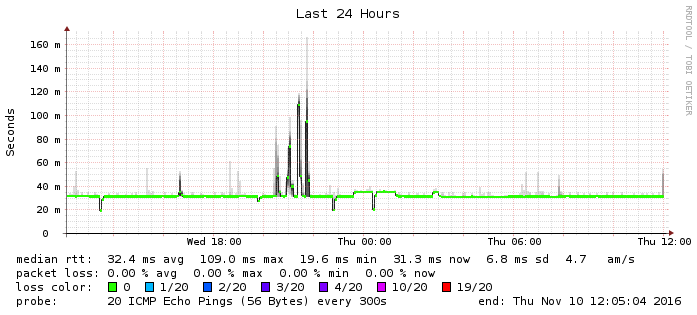 Last 24 Hours
RRDTOOL / TOBI OETIKER
Seconds
160 m
140 m
120 m
100 m
80 m
60 m
40 m
20 m
0
Wed 18:00 Thu 00:00 Thu 06:00 Thu 12:00
median rtt: 32.4 ms avg 109.0 ms max 19.6 ms min 31.3 ms now 6.8 ms sd 4.7 am/s
packet loss: 0.00 % avg 0.00 % max 0.00 % min 0.00 % now
loss color: 0 1/20 2/20 3/20 4/20 10/20 19/20
probe: 20 ICMP Echo Pings (56 Bytes) every 300s end: Thu Nov 10 12:05:04 2016